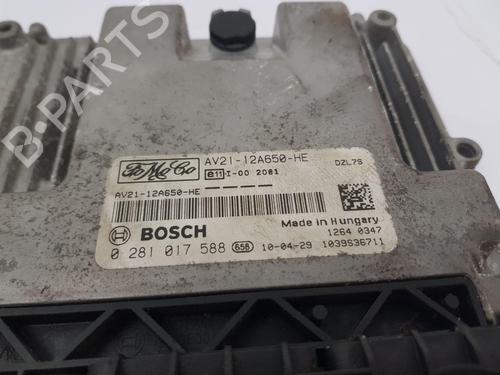 FoMoCo
AV21-12A650-HE
DZL7S
e11 I-00 2081
AV21-12A650-HE
BOSCH
Made in Hungary
1264 0347
0 281 017 588 658 10-04-29 1039S36711
B-PARTS